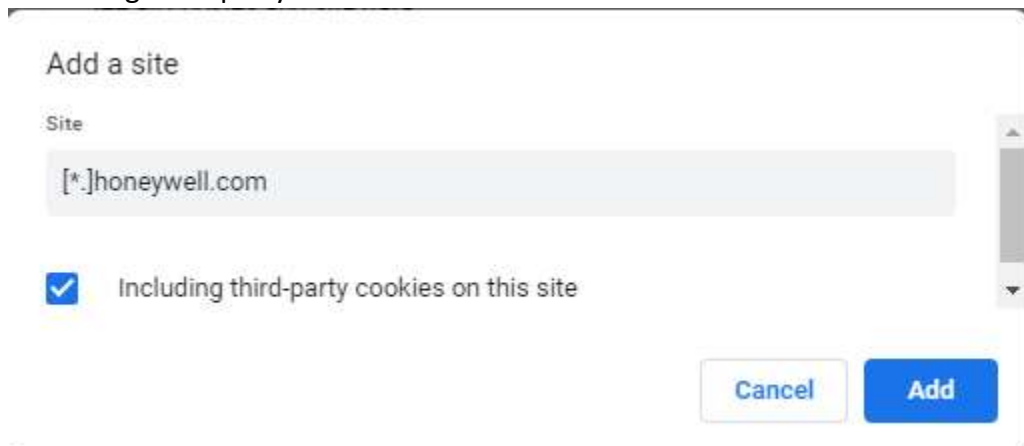 Add a site
Site
[*.]honeywell.com
Including third-party cookies on this site
Cancel Add